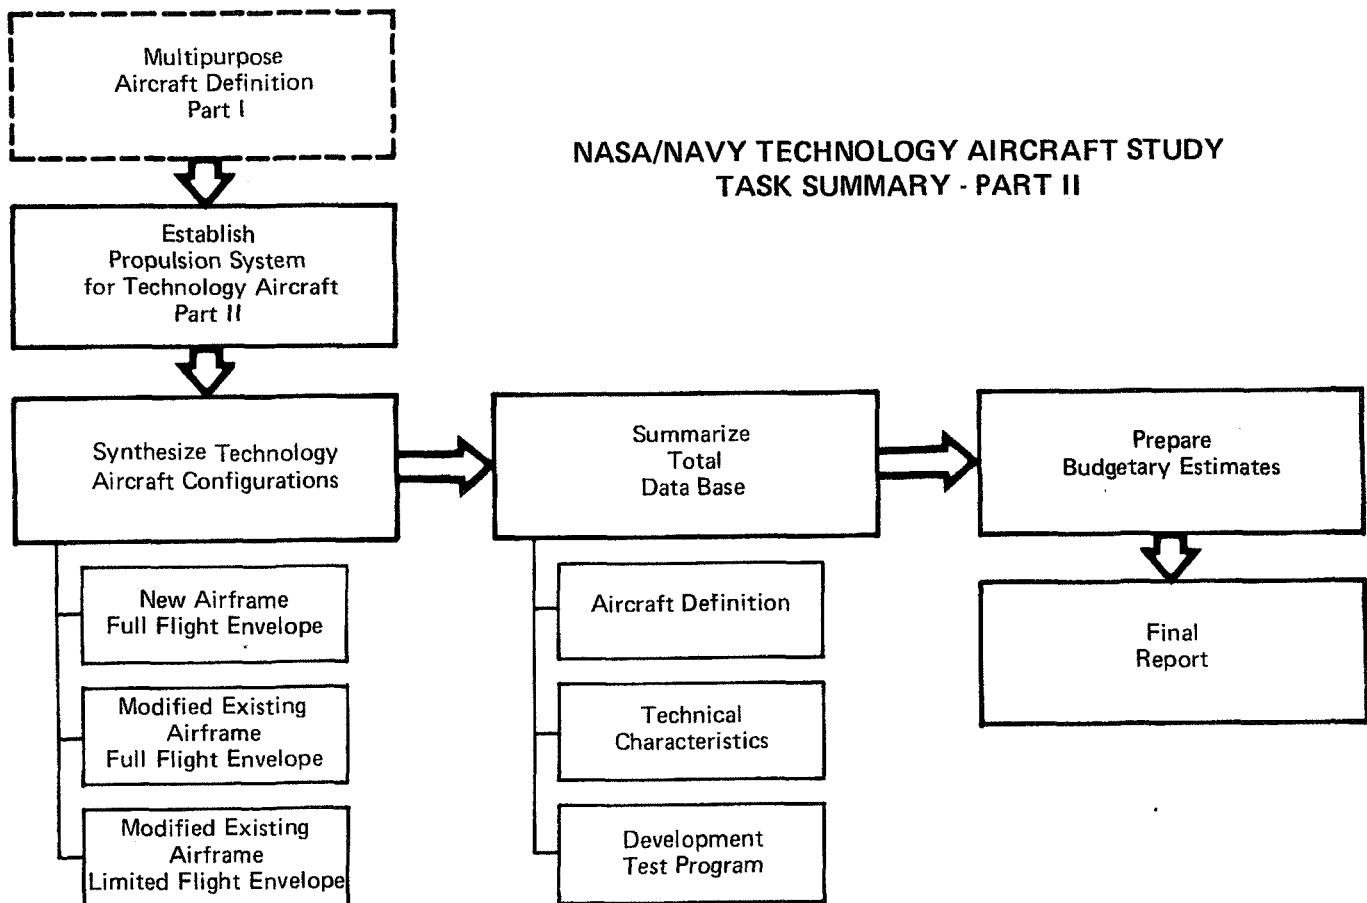 Multipurpose
Aircraft Definition
Part I
NASA/NAVY TECHNOLOGY AIRCRAFT STUDY
TASK SUMMARY - PART II
Establish
Propulsion System
for Technology Aircraft
Part II
Synthesize Technology
Aircraft Configurations
Summarize
Total
Data Base
Prepare
Budgetary Estimates
New Airframe
Full Flight Envelope
Modified Existing
Airframe
Full Flight Envelope
Modified Existing
Airframe
Limited Flight Envelope
Aircraft Definition
Technical
Characteristics
Development
Test Program
Final
Report